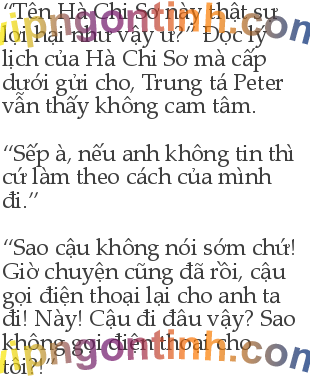 “Tên Hà Chi Sơ này thật sự
lợi hại như vậy ư?” Đọc lý
lịch của Hà Chi Sơ mà cấp
dưới gửi cho, Trung tá Peter
vẫn thấy không cam tâm.
“Sếp à, nếu anh không tin thì
cứ làm theo cách của mình
đi.”
“Sao cậu không nói sớm chứ!
Giờ chuyện cũng đã rồi, cậu
gọi điện thoại lại cho anh ta
đi! Này! Cậu đi đâu vậy? Sao
không gọi điện thoại cho
tôi?!”
vipngontinh.com
vipngontinh.com